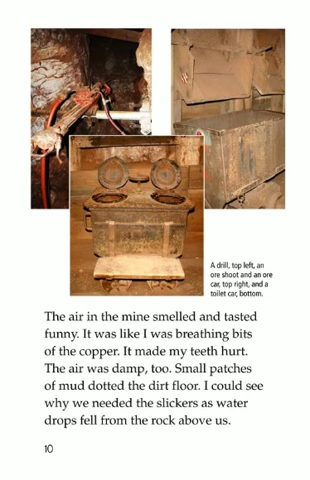 A drill, top left, an
ore shoot and an ore
car, top right, and a
toilet car, bottom.
The air in the mine smelled and tasted
funny. It was like I was breathing bits
of the copper. It made my teeth hurt.
The air was damp, too. Small patches
of mud dotted the dirt floor. I could see
why we needed the slickers as water
drops fell from the rock above us.
10